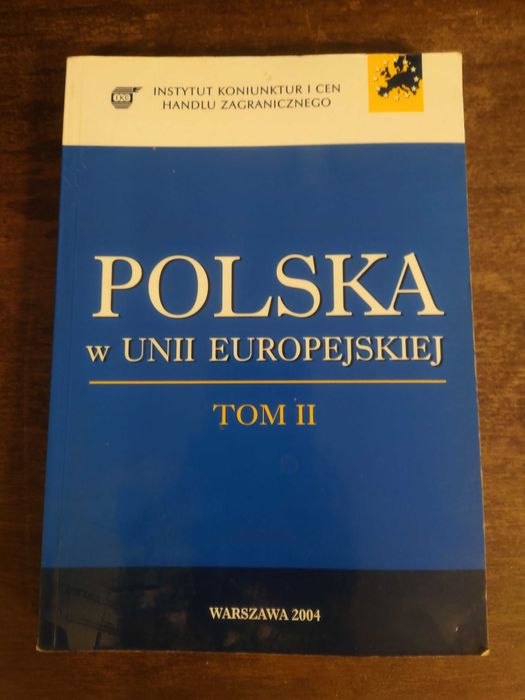 INSTYTUT KONIUNKTUR I CEN
HANDLU ZAGRANICZNEGO
POLSKA
w UNII EUROPEJSKIEJ
TOM II
WARSZAWA 2004